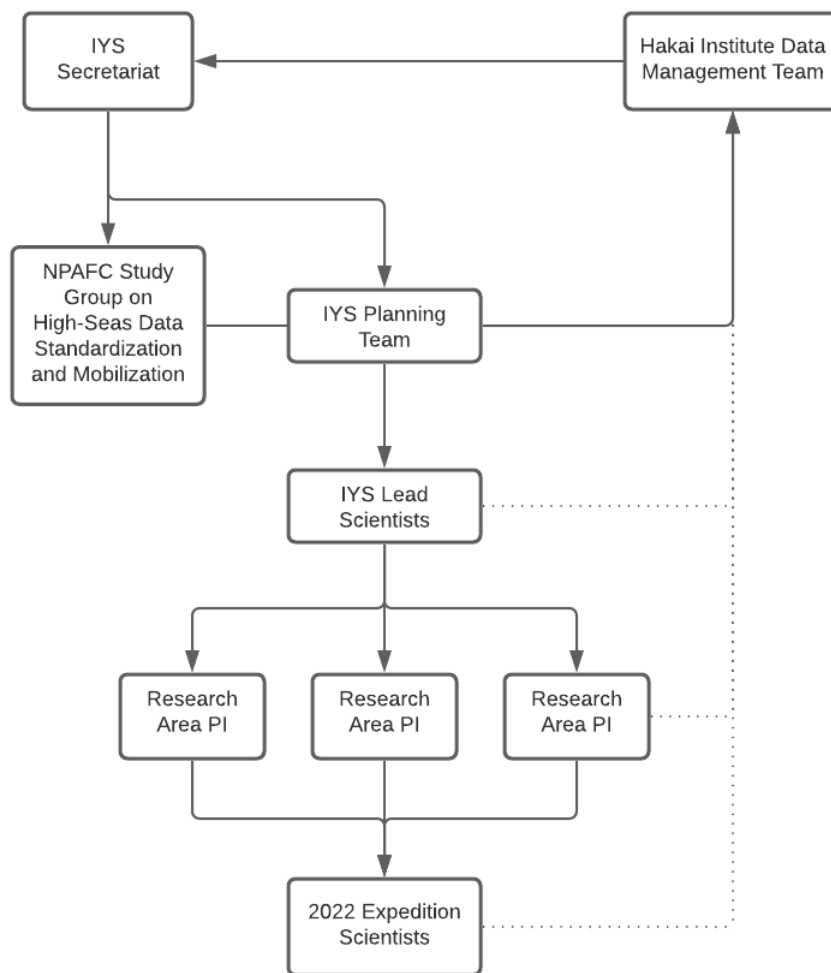 IYS
Secretariat
Hakai Institute Data
Management Team
NPAFC Study
Group on
High-Seas Data
Standardization
and Mobilization
IYS Planning
Team
IYS Lead
Scientists
Research
Area PI
Research
Area PI
Research
Area PI
2022 Expedition
Scientists